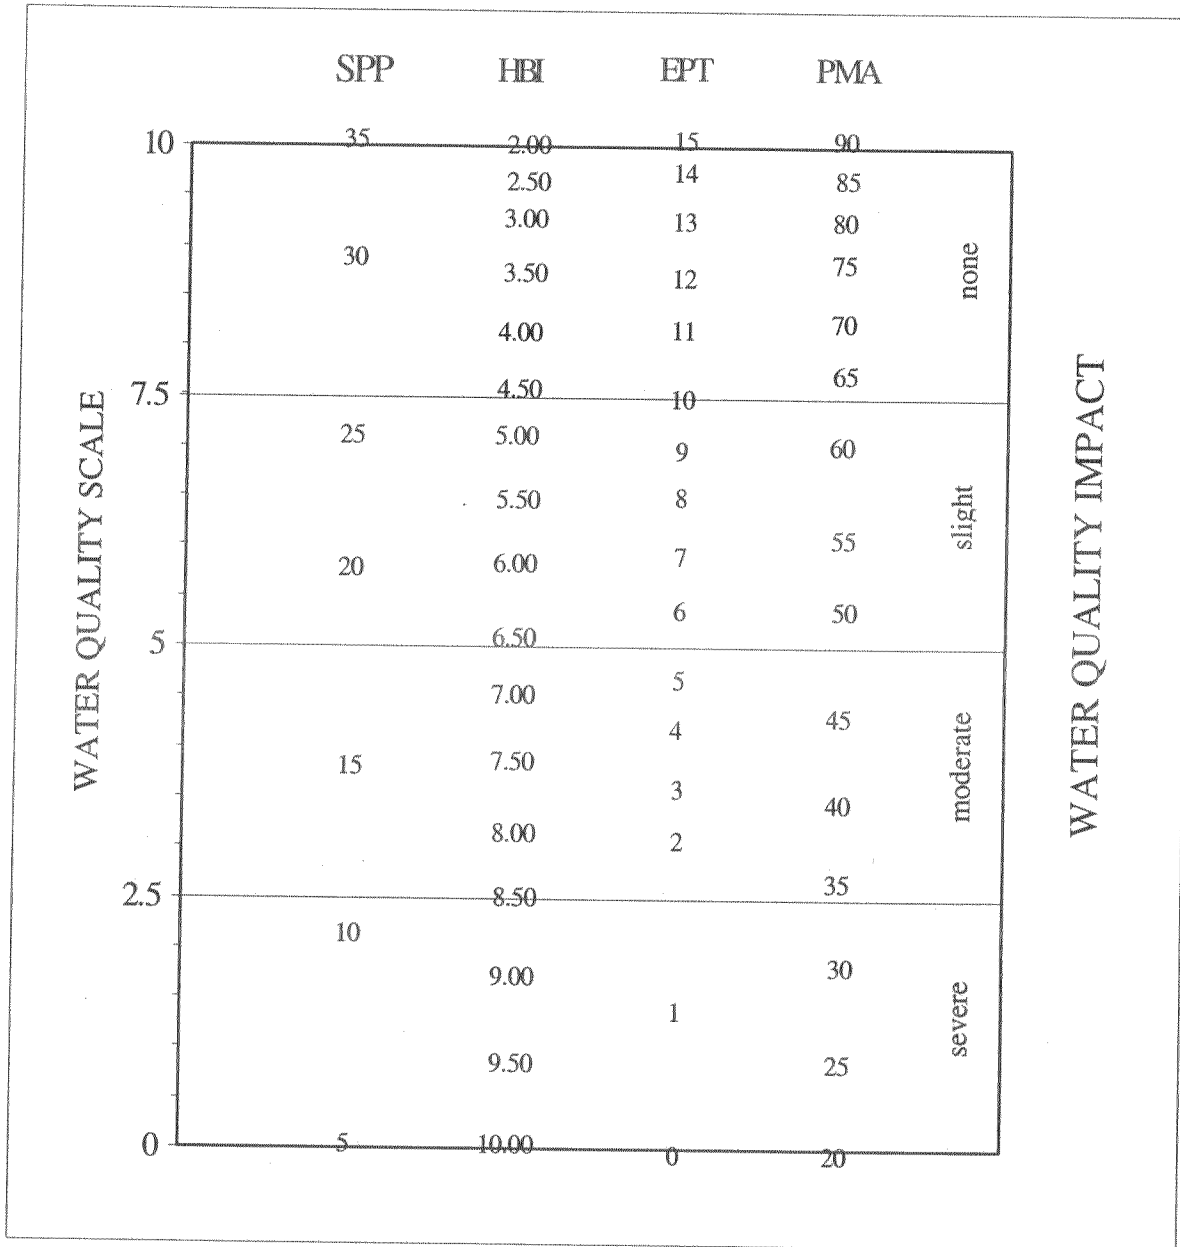 SPP HBI EPT PMA
10 35 2.00 15 90
2.50 14 85
3.00 13 80
30 3.50 12 75
4.00 11 70
65
7.5 4.50 10
25 5.00 9 60
5.50 8
55
20 6.00 7
6 50
5 6.50
7.00 5
45
4
15 7.50
3 40
8.00 2
35
2.5 8.50
10
9.00 30
1
9.50 25
0 5 10.00 0 20
none
slight
moderate
severe
WATER QUALITY SCALE
WATER QUALITY IMPACT